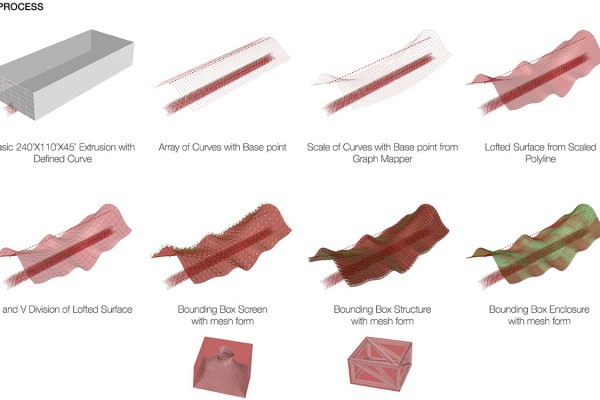 PROCESS
asic 240'X110'X45' Extrusion with
Defined Curve
Array of Curves with Base point
Scale of Curves with Base point from
Graph Mapper
Lofted Surface from Scaled
Polyline
and V Division of Lofted Surface
Bounding Box Screen
with mesh form
Bounding Box Structure
with mesh form
Bounding Box Enclosure
with mesh form